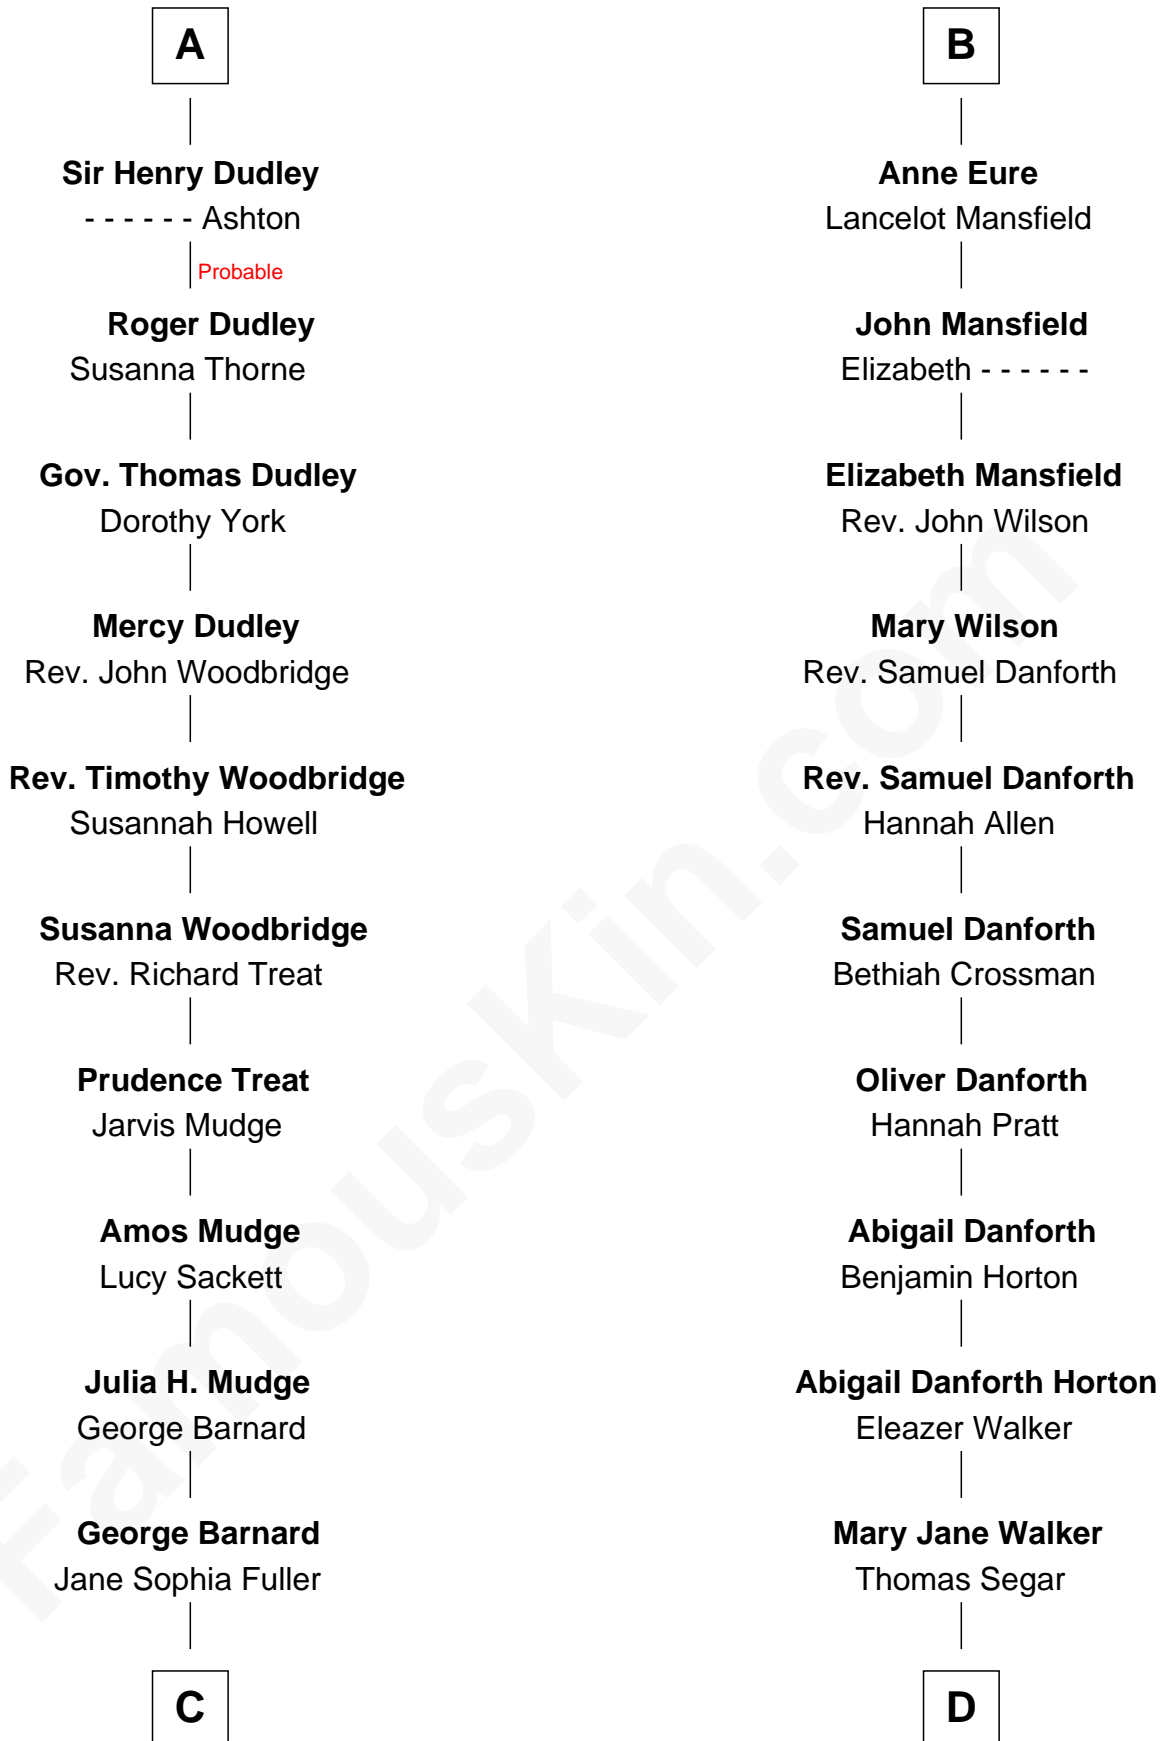 A
Sir Henry Dudley
- - - - - - Ashton
Probable
Roger Dudley
Susanna Thorne
Gov. Thomas Dudley
Dorothy York
Mercy Dudley
Rev. John Woodbridge
Rev. Timothy Woodbridge
Susannah Howell
Susanna Woodbridge
Rev. Richard Treat
Prudence Treat
Jarvis Mudge
Amos Mudge
Lucy Sackett
Julia H. Mudge
George Barnard
George Barnard
Jane Sophia Fuller
C
B
Anne Eure
Lancelot Mansfield
John Mansfield
Elizabeth - - - - - -
Elizabeth Mansfield
Rev. John Wilson
Mary Wilson
Rev. Samuel Danforth
Rev. Samuel Danforth
Hannah Allen
Samuel Danforth
Bethiah Crossman
Oliver Danforth
Hannah Pratt
Abigail Danforth
Benjamin Horton
Abigail Danforth Horton
Eleazer Walker
Mary Jane Walker
Thomas Segar
D
FamousKin.com